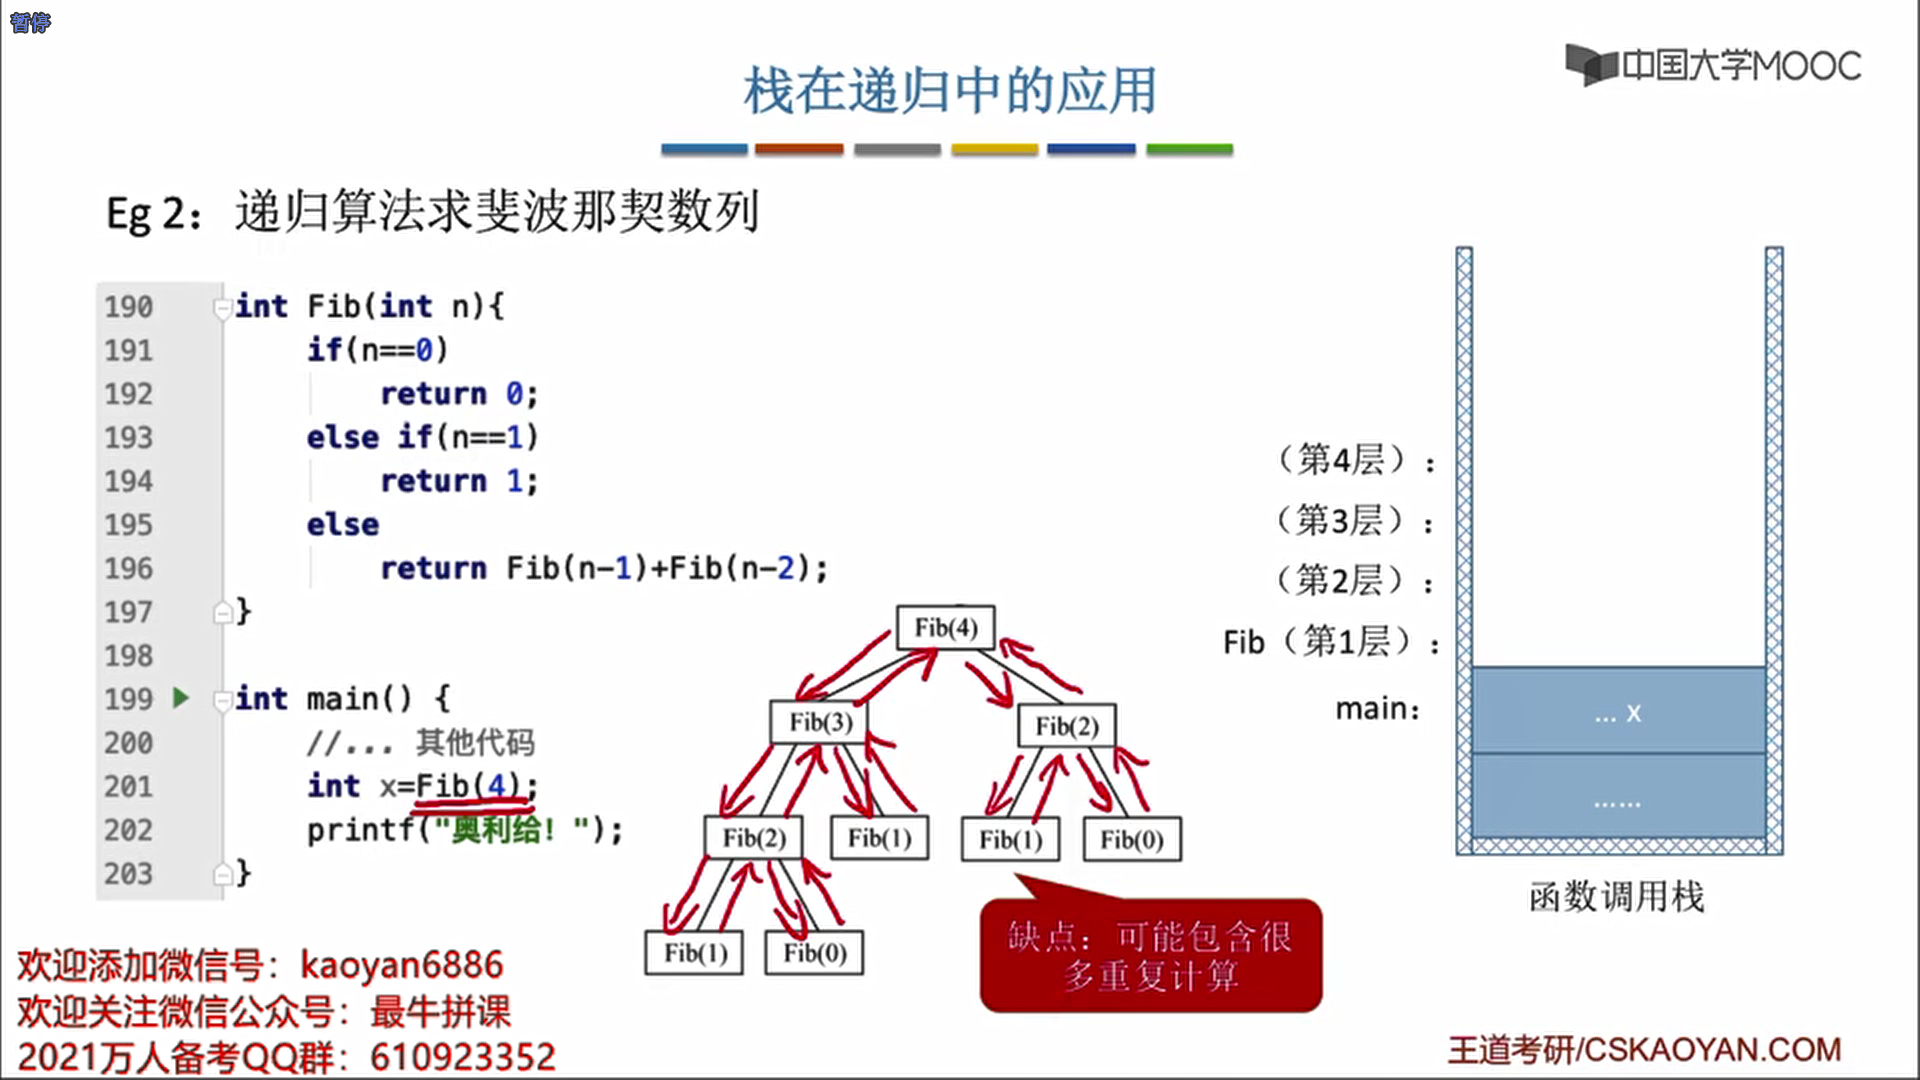 暂停
中国大学MOOC
栈在递归中的应用
Eg 2：递归算法求斐波那契数列
190 int Fib(int n){
191 if(n==0)
192 return 0;
193 else if(n==1)
194 return 1;
195 else
196 return Fib(n-1)+Fib(n-2);
197 }
198
199 int main() {
200 //... 其他代码
201 int x=Fib(4);
202 printf("奥利给！");
203 }
Fib(4)
Fib(3)
Fib(2)
Fib(2)
Fib(1)
Fib(1)
Fib(0)
Fib(1)
Fib(0)
缺点：可能包含很
多重复计算
（第4层）：
（第3层）：
（第2层）：
Fib（第1层）：
main：
... x
......
函数调用栈
欢迎添加微信号：kaoyan6886
欢迎关注微信公众号：最牛拼课
2021万人备考QQ群：610923352
王道考研/CSKAOYAN.COM